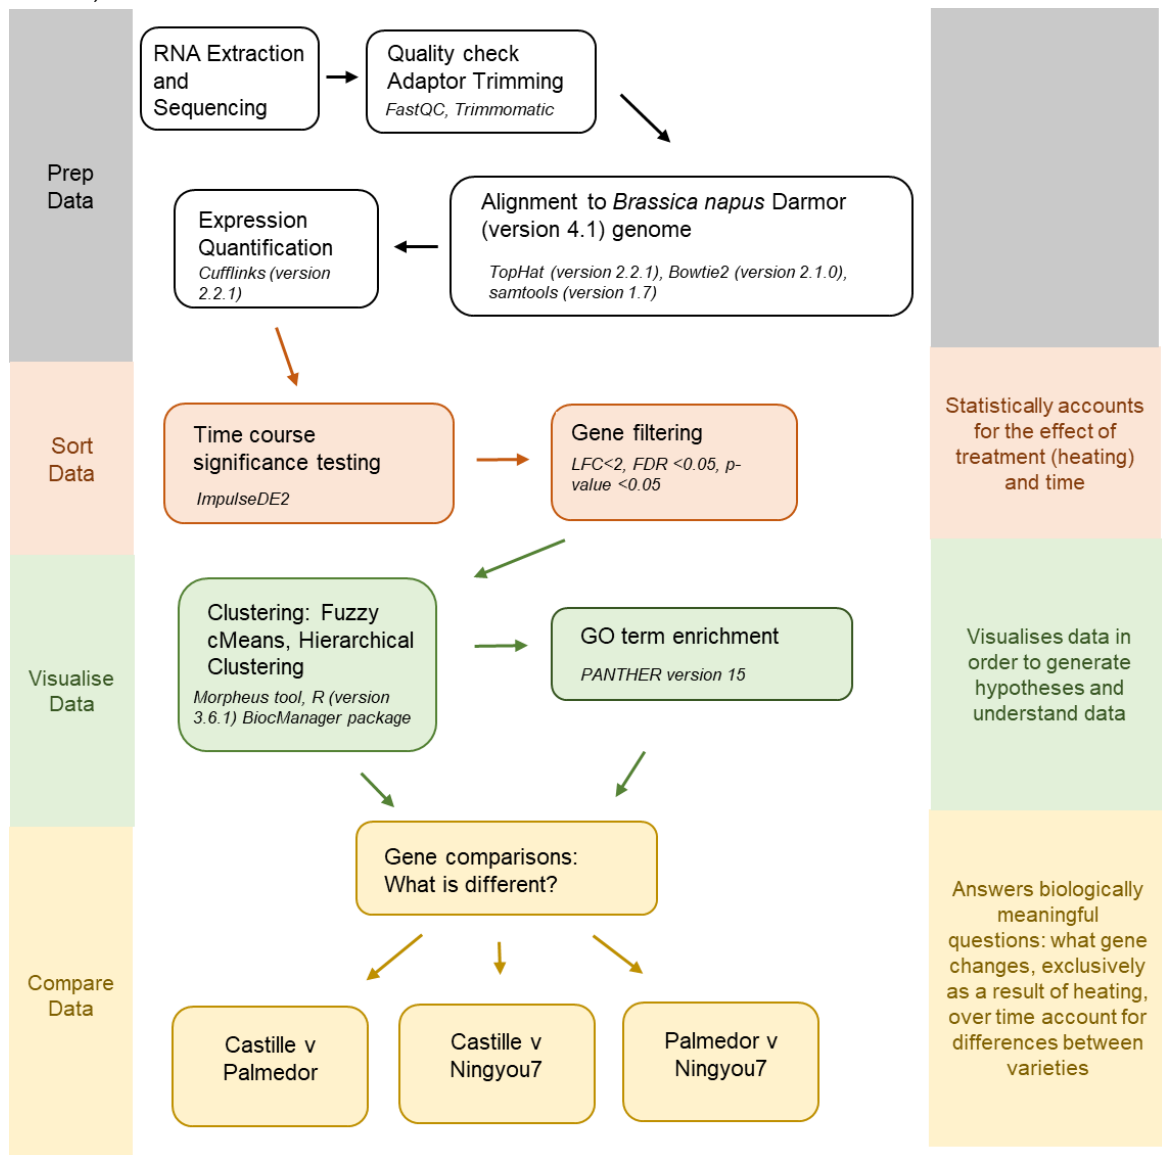 RNA Extraction
and
Sequencing
Quality check
Adaptor Trimming
FastQC, Trimmomatic
Prep
Data
Alignment to Brassica napus Darmor
(version 4.1) genome
TopHat (version 2.2.1), Bowtie2 (version 2.1.0),
samtools (version 1.7)
Expression
Quantification
Cufflinks (version
2.2.1)
Sort
Data
Time course
significance testing
ImpulseDE2
Gene filtering
LFC<2, FDR <0.05, p-
value <0.05
Statistically accounts
for the effect of
treatment (heating)
and time
Visualise
Data
Clustering: Fuzzy
cMeans, Hierarchical
Clustering
Morpheus tool, R (version
3.6.1) BiocManager package
GO term enrichment
PANTHER version 15
Visualises data in
order to generate
hypotheses and
understand data
Compare
Data
Gene comparisons:
What is different?
Castille v
Palmedor
Castille v
Ningyou7
Palmedor v
Ningyou7
Answers biologically
meaningful
questions: what gene
changes, exclusively
as a result of heating,
over time account for
differences between
varieties